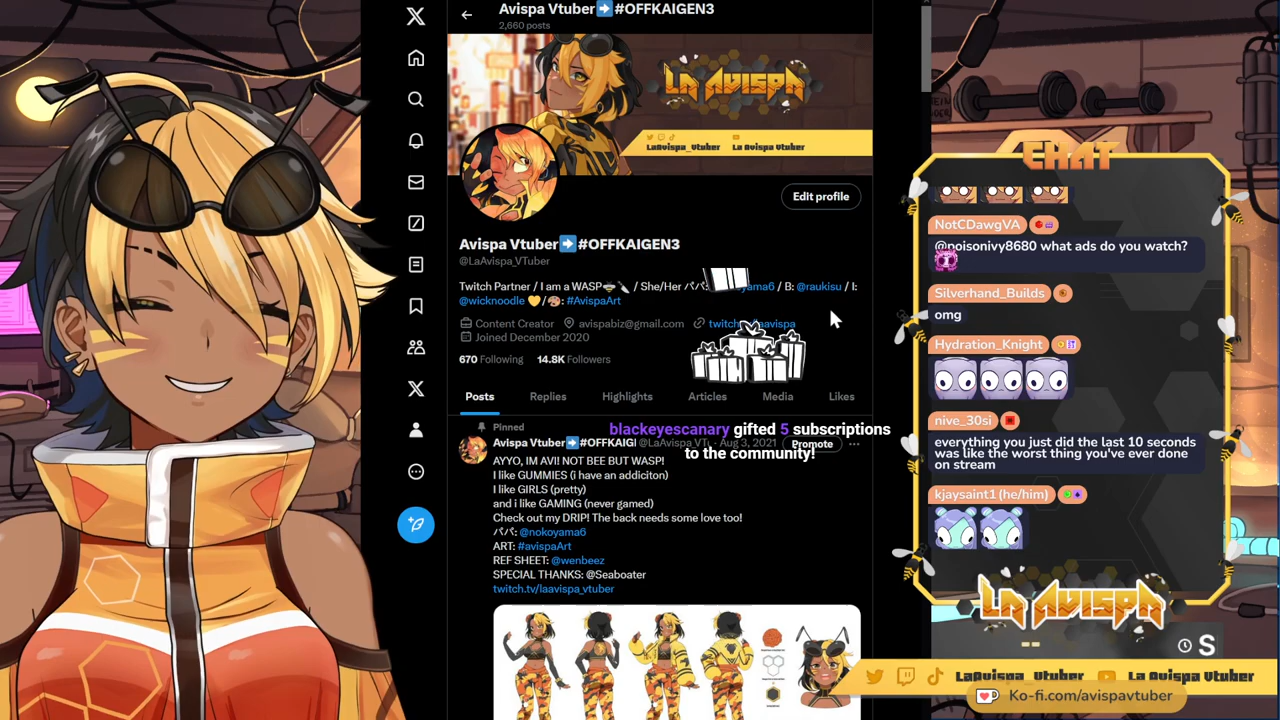 Avispa Vtuber➡️#OFFKAIGEN3
2,660 posts
LA AVISPA
LaAvispa_Vtuber
La Avispa Vtuber
Edit profile
Avispa Vtuber➡️#OFFKAIGEN3
@LaAvispa_VTuber
Twitch Partner / I am a WASP🐝🔪 / She/Her パパ: / B: @raukisu / I:
@wicknoodle 💛/🎨: #AvispaArt
Content Creator avispabiz@gmail.com
Joined December 2020
670 Following 14.8K Followers
Posts Replies Highlights Articles Media Likes
blackeyescanary gifted 5 subscriptions
to the community!
Pinned
Avispa Vtuber➡️#OFFKAIG @LaAvispa_VTu · Aug 3, 2021 Promote
AYYO, IM AVI! NOT BEE BUT WASP!
I like GUMMIES (i have an addiciton)
I like GIRLS (pretty)
and i like GAMING (never gamed)
Check out my DRIP! The back needs some love too!
パパ: @nokoyama6
ART: #avispaArt
REF SHEET: @wenbeez
SPECIAL THANKS: @Seaboater
twitch.tv/laavispa_vtuber
CHAT
NotCDawgVA
@poisonivy8680 what ads do you watch?
Silverhand_Builds
omg
Hydration_Knight
nive_30si
everything you just did the last 10 seconds
was like the worst thing you've ever done
on stream
kjaysaint1 (he/him)
LA AVISPA
S
LaAvispa_Vtuber
La Avispa Vtuber
Ko-fi.com/avispavtuber